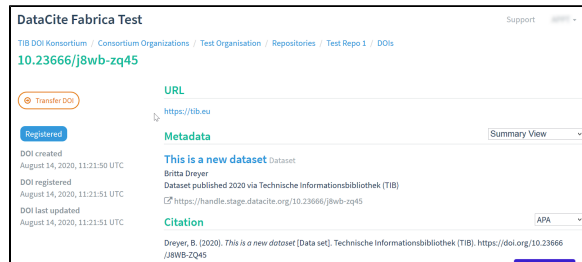 DataCite Fabrica Test
Support
TIB DOI Konsortium / Consortium Organizations / Test Organisation / Repositories / Test Repo 1 / DOIs
10.23666/j8wb-zq45
Transfer DOI
Registered
DOI created
August 14, 2020, 11:21:50 UTC
DOI registered
August 14, 2020, 11:21:51 UTC
DOI last updated
August 14, 2020, 11:21:51 UTC
URL
https://tib.eu
Metadata
Summary View
This is a new dataset Dataset
Britta Dreyer
Dataset published 2020 via Technische Informationsbibliothek (TIB)
https://handle.stage.datacite.org/10.23666/j8wb-zq45
Citation
APA
Dreyer, B. (2020). This is a new dataset [Data set]. Technische Informationsbibliothek (TIB). https://doi.org/10.23666
/J8WB-ZQ45